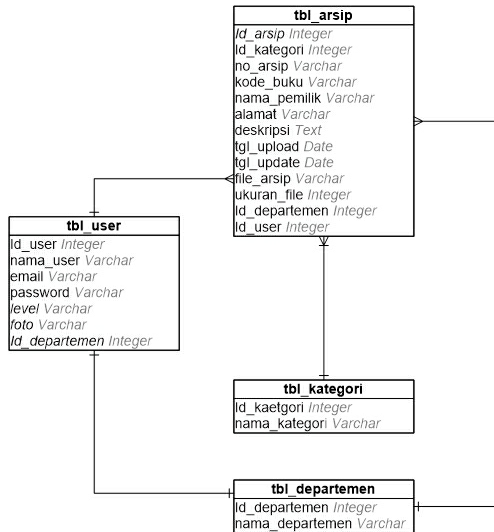 tbl_arsip
Id_arsip Integer
Id_kategori Integer
no_arsip Varchar
kode_buku Varchar
nama_pemilik Varchar
alamat Varchar
deskripsi Text
tgl_upload Date
tgl_update Date
file_arsip Varchar
ukuran_file Integer
Id_departemen Integer
Id_user Integer
tbl_user
Id_user Integer
nama_user Varchar
email Varchar
password Varchar
level Varchar
foto Varchar
Id_departemen Integer
tbl_kategori
Id_kaetgori Integer
nama_kategori Varchar
tbl_departemen
Id_departemen Integer
nama_departemen Varchar